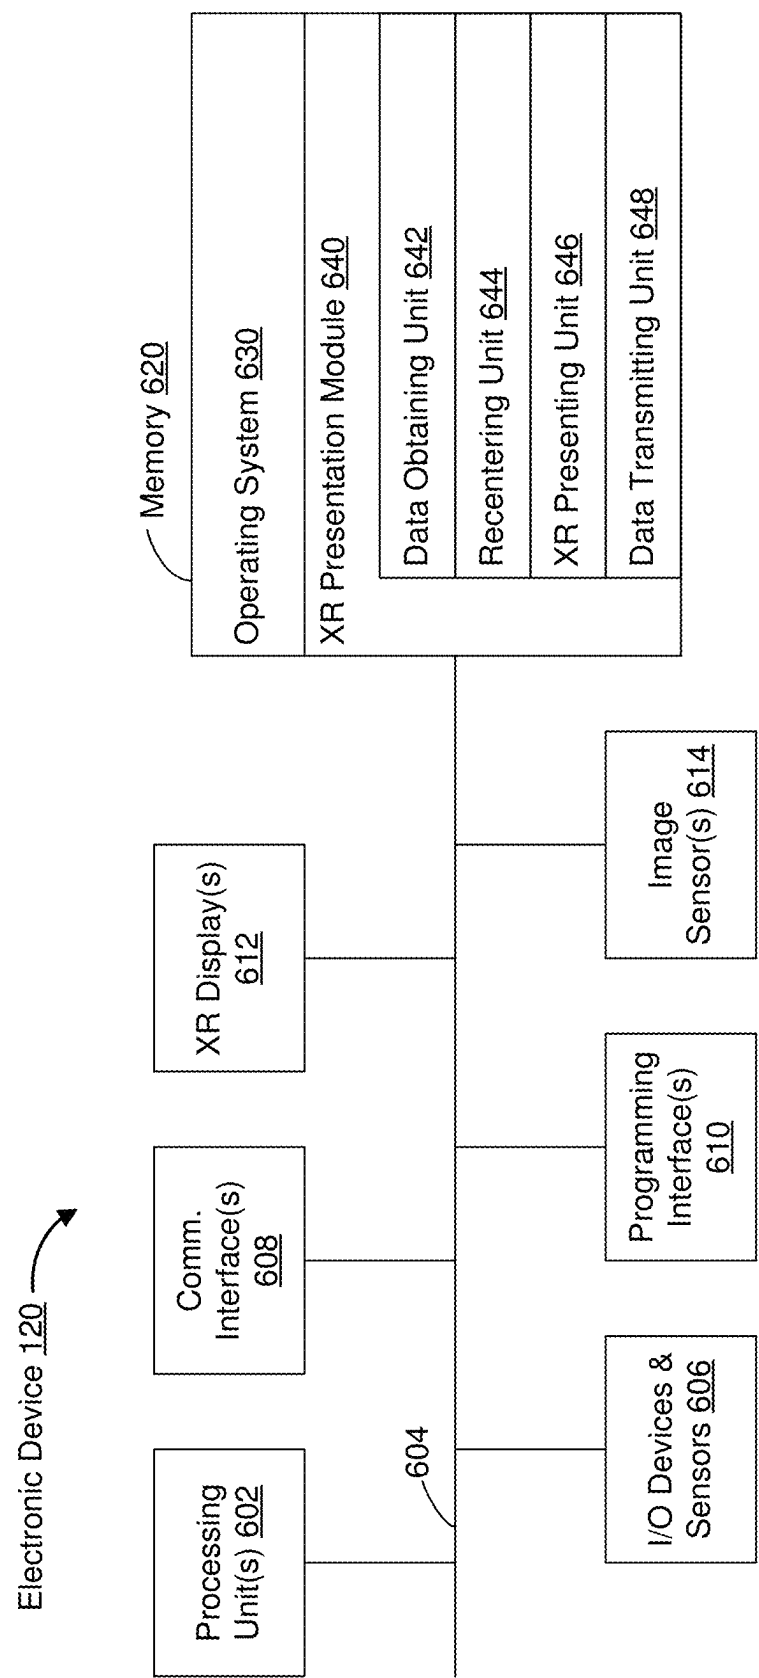 Electronic Device 120
Processing
Unit(s) 602
Comm.
Interface(s)
608
XR Display(s)
612
Memory 620
Operating System 630
XR Presentation Module 640
Data Obtaining Unit 642
Recentering Unit 644
XR Presenting Unit 646
Data Transmitting Unit 648
604
I/O Devices &
Sensors 606
Programming
Interface(s)
610
Image
Sensor(s) 614